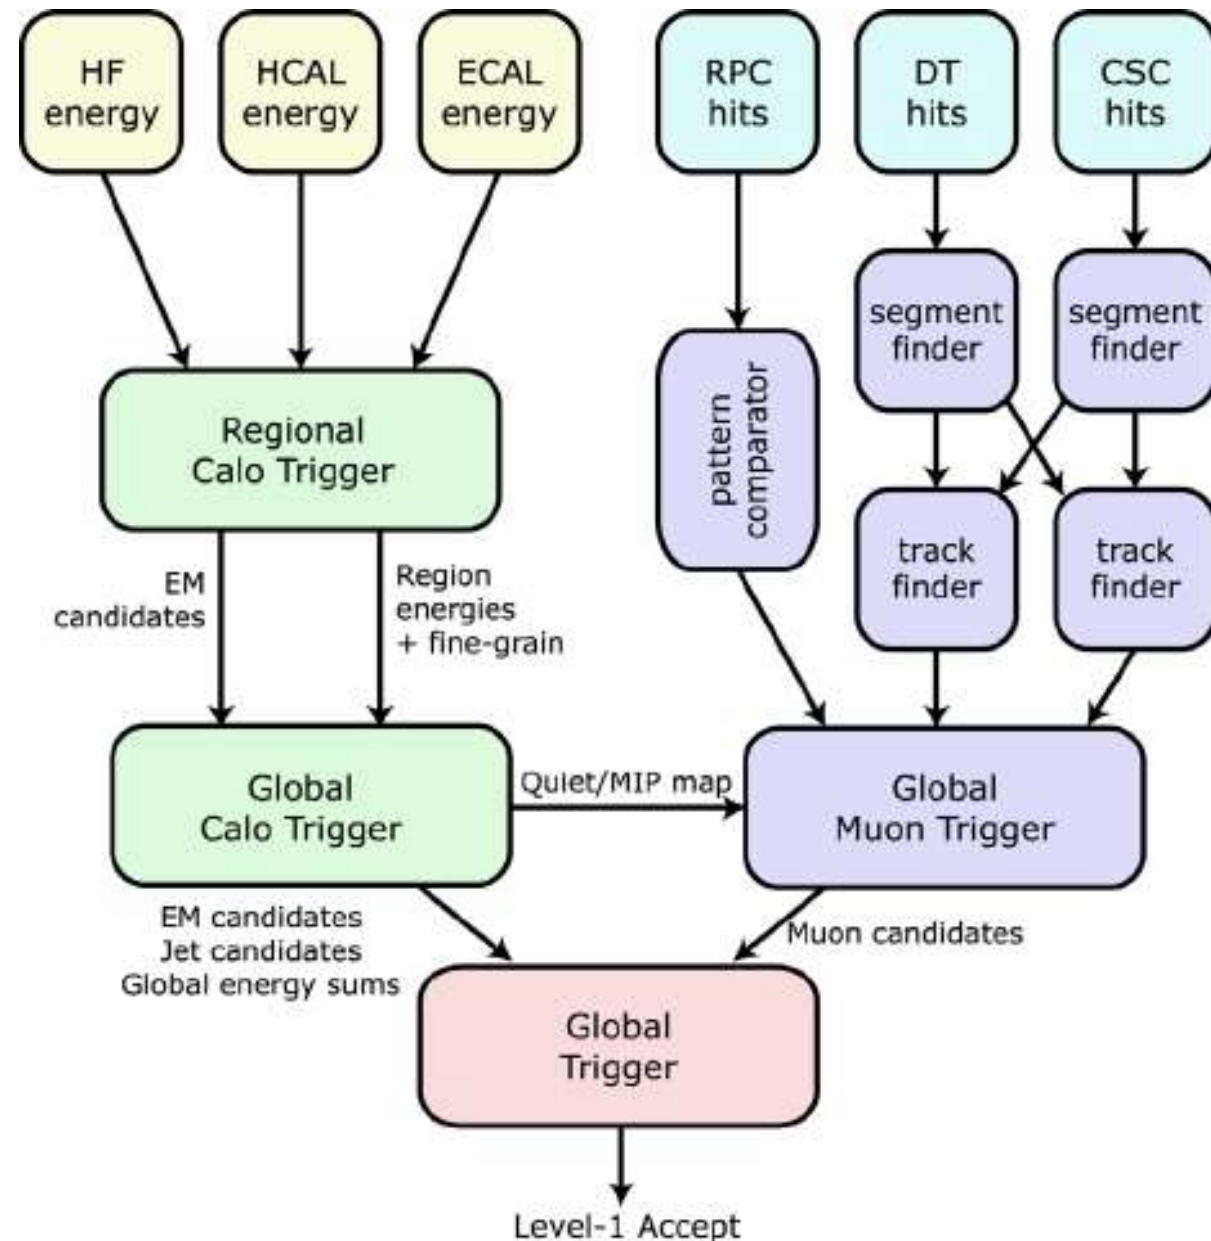 HF
energy
HCAL
energy
ECAL
energy
RPC
hits
DT
hits
CSC
hits
segment
finder
segment
finder
pattern
comparator
Regional
Calo Trigger
track
finder
track
finder
EM
candidates
Region
energies
+ fine-grain
Global
Calo Trigger
Quiet/MIP map
Global
Muon Trigger
EM candidates
Jet candidates
Global energy sums
Muon candidates
Global
Trigger
Level-1 Accept